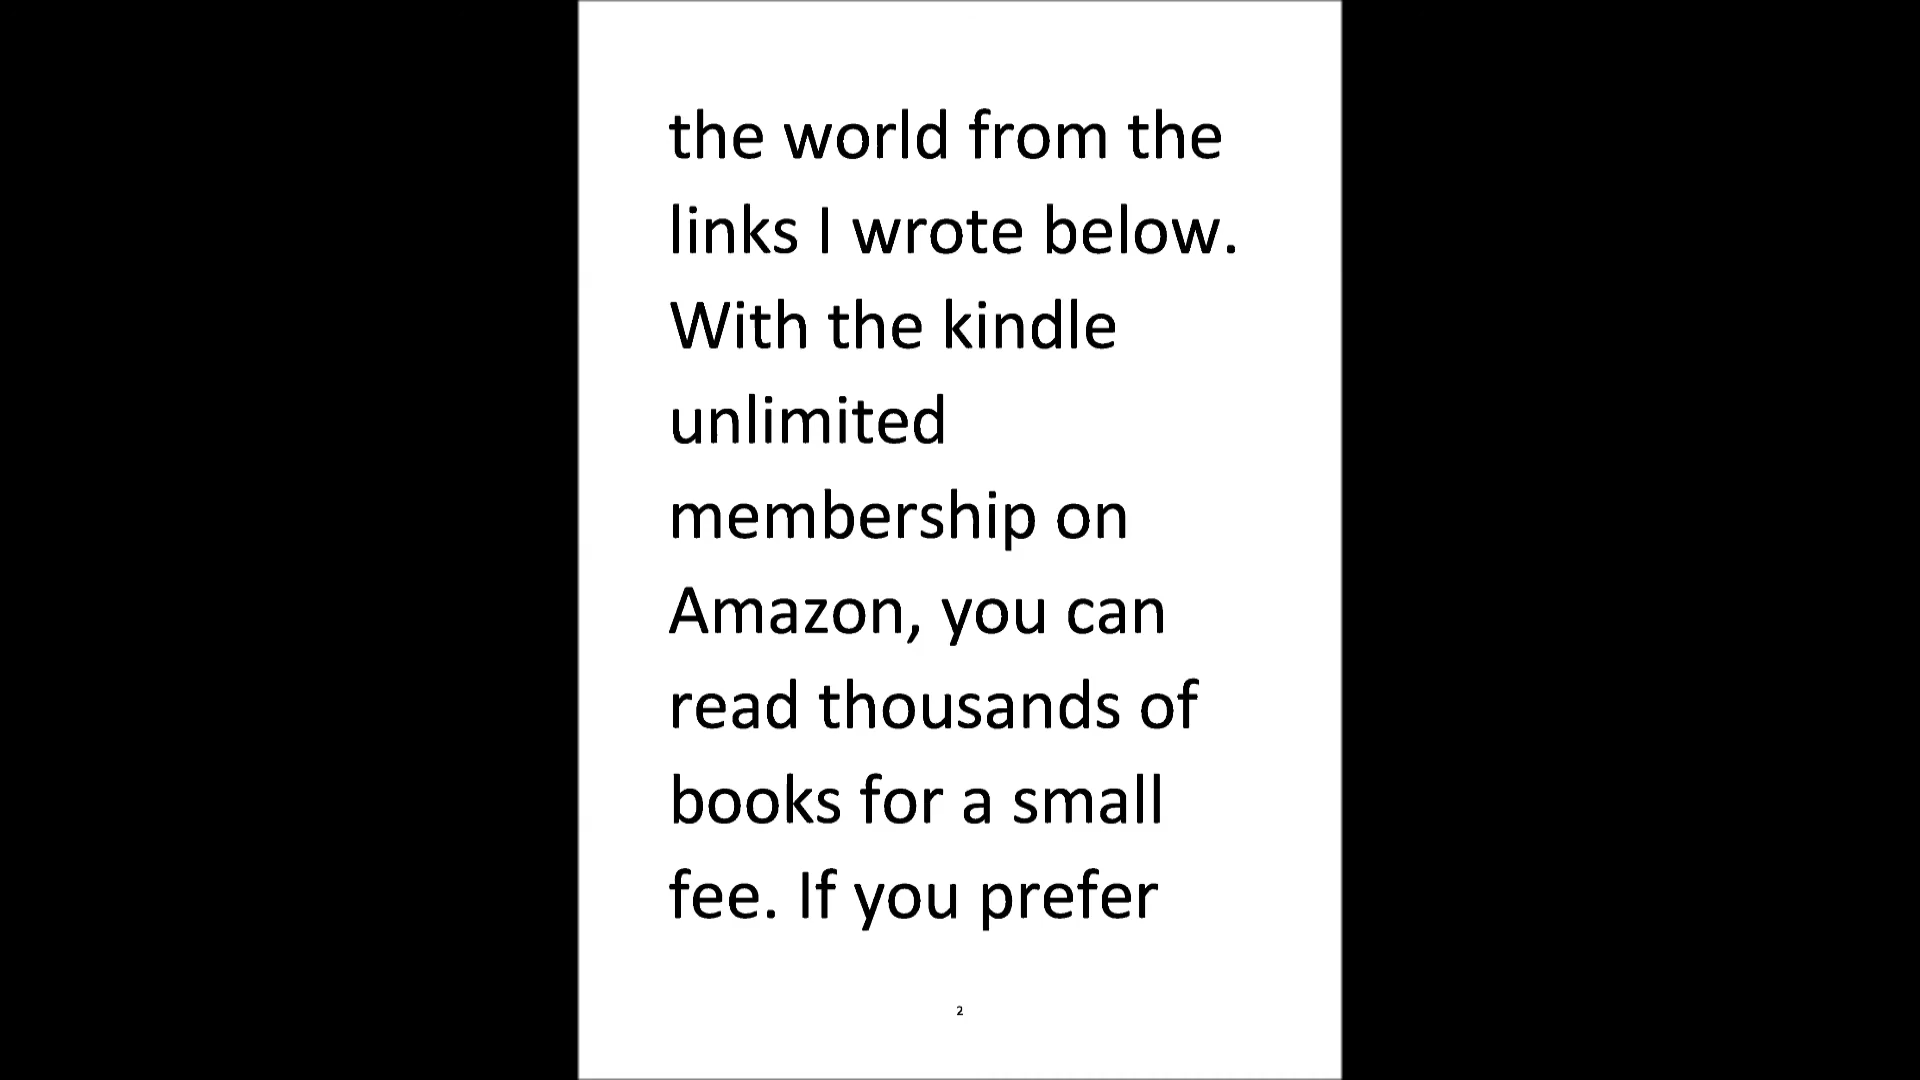 the world from the
links I wrote below.
With the kindle
unlimited
membership on
Amazon, you can
read thousands of
books for a small
fee. If you prefer
2